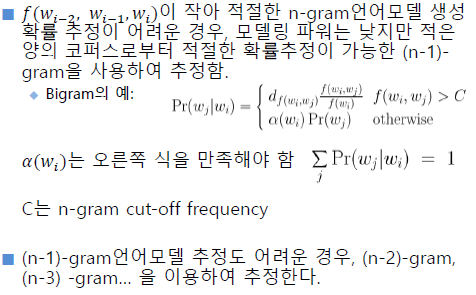 f(w_{i-2}, w_{i-1}, w_i)이 작아 적절한 n-gram언어모델 생성
확률 추정이 어려운 경우, 모델링 파워는 낮지만 적은
양의 코퍼스로부터 적절한 확률추정이 가능한 (n-1)-
gram을 사용하여 추정함.
Bigram의 예: Pr(w_j|w_i) = { d_{f(w_i,w_j)} \frac{f(w_i,w_j)}{f(w_i)} f(w_i, w_j) > C
α(w_i) Pr(w_j) otherwise
α(w_i)는 오른쪽 식을 만족해야 함 \sum_j Pr(w_j|w_i) = 1
C는 n-gram cut-off frequency
(n-1)-gram언어모델 추정도 어려운 경우, (n-2)-gram,
(n-3) -gram... 을 이용하여 추정한다.